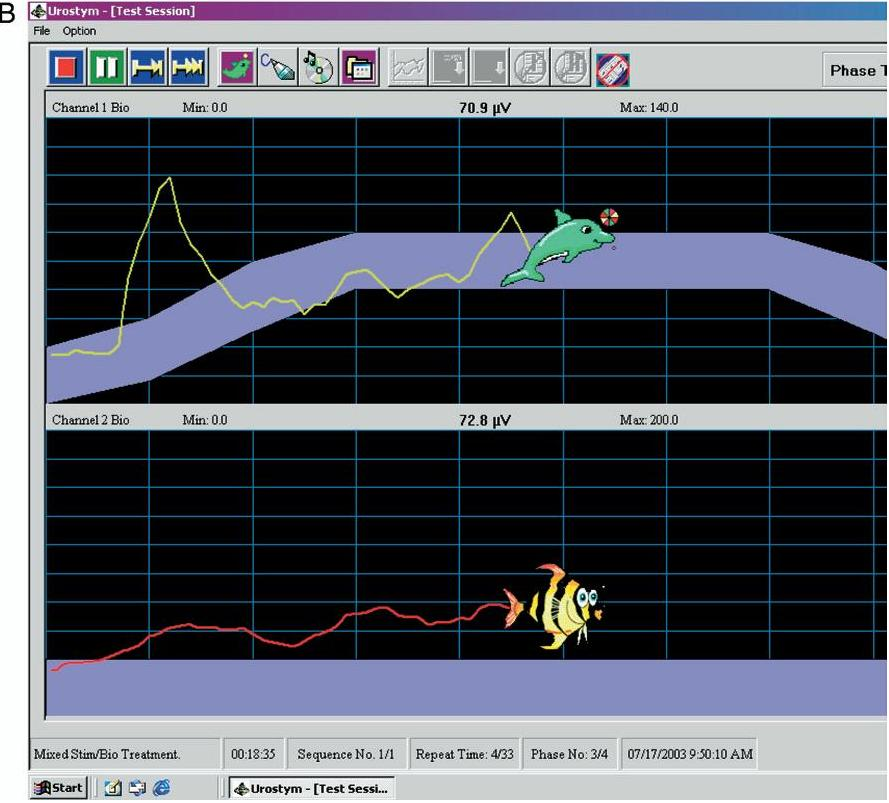 B
Urostym - [Test Session]
File Option
Phase T
Channel 1 Bio Min: 0.0 70.9 µV Max: 140.0
Channel 2 Bio Min: 0.0 72.8 µV Max: 200.0
Mixed Stim/Bio Treatment. 00:18:35 Sequence No. 1/1 Repeat Time: 4/33 Phase No: 3/4 07/17/2003 9:50:10 AM
Start Urostym - [Test Sessi...